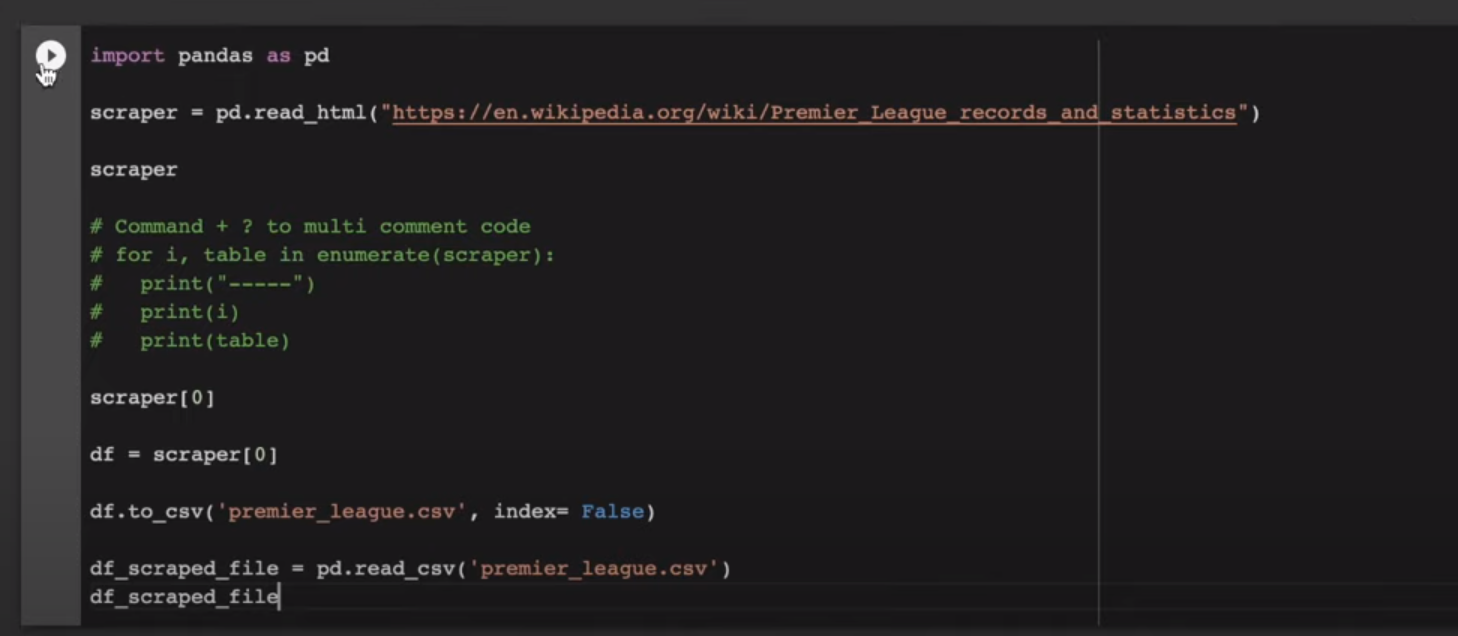 import pandas as pd
scraper = pd.read_html("https://en.wikipedia.org/wiki/Premier_League_records_and_statistics")
scraper
# Command + ? to multi comment code
# for i, table in enumerate(scraper):
#   print("-----")
#   print(i)
#   print(table)
scraper[0]
df = scraper[0]
df.to_csv('premier_league.csv', index= False)
df_scraped_file = pd.read_csv('premier_league.csv')
df_scraped_file